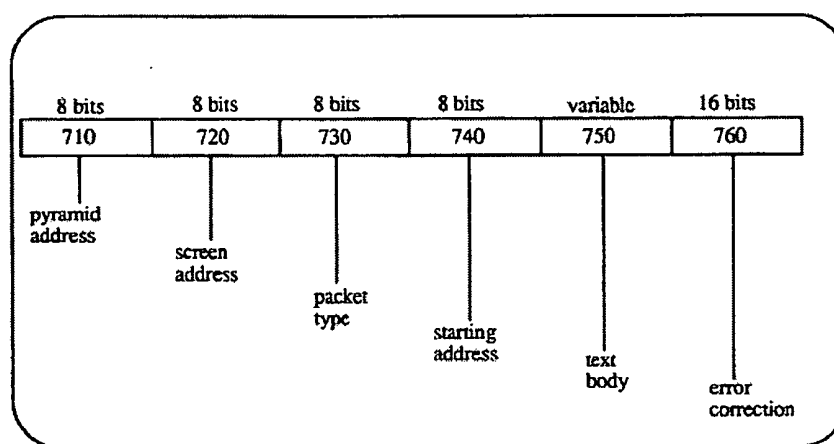 8 bits 8 bits 8 bits 8 bits variable 16 bits
710 720 730 740 750 760
pyramid
address
screen
address
packet
type
starting
address
text
body
error
correction